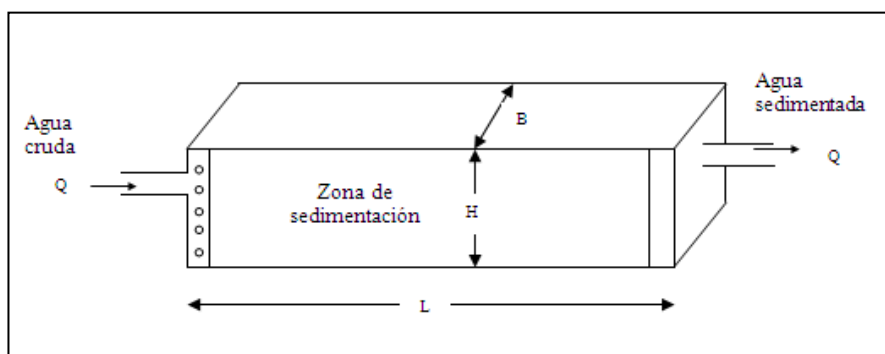 Agua
cruda
Q
Zona de
sedimentación
B
H
L
Agua
sedimentada
Q